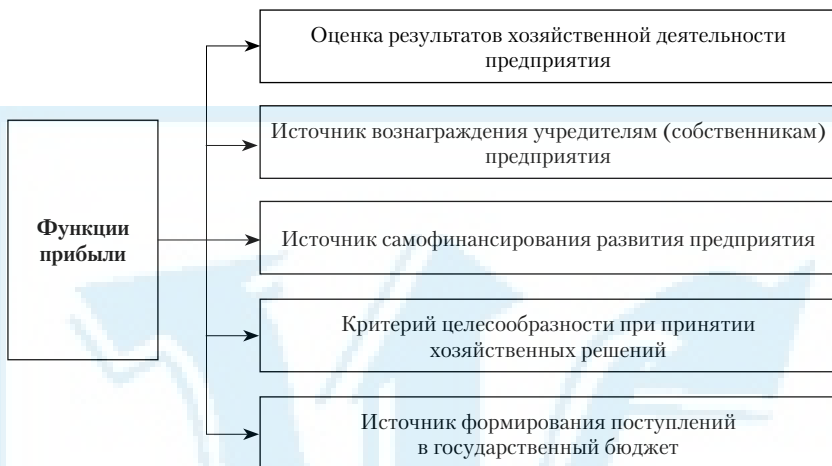 Оценка результатов хозяйственной деятельности
предприятия
Источник вознаграждения учредителям (собственникам)
предприятия
Функции
прибыли
Источник самофинансирования развития предприятия
Критерий целесообразности при принятии
хозяйственных решений
Источник формирования поступлений
в государственный бюджет